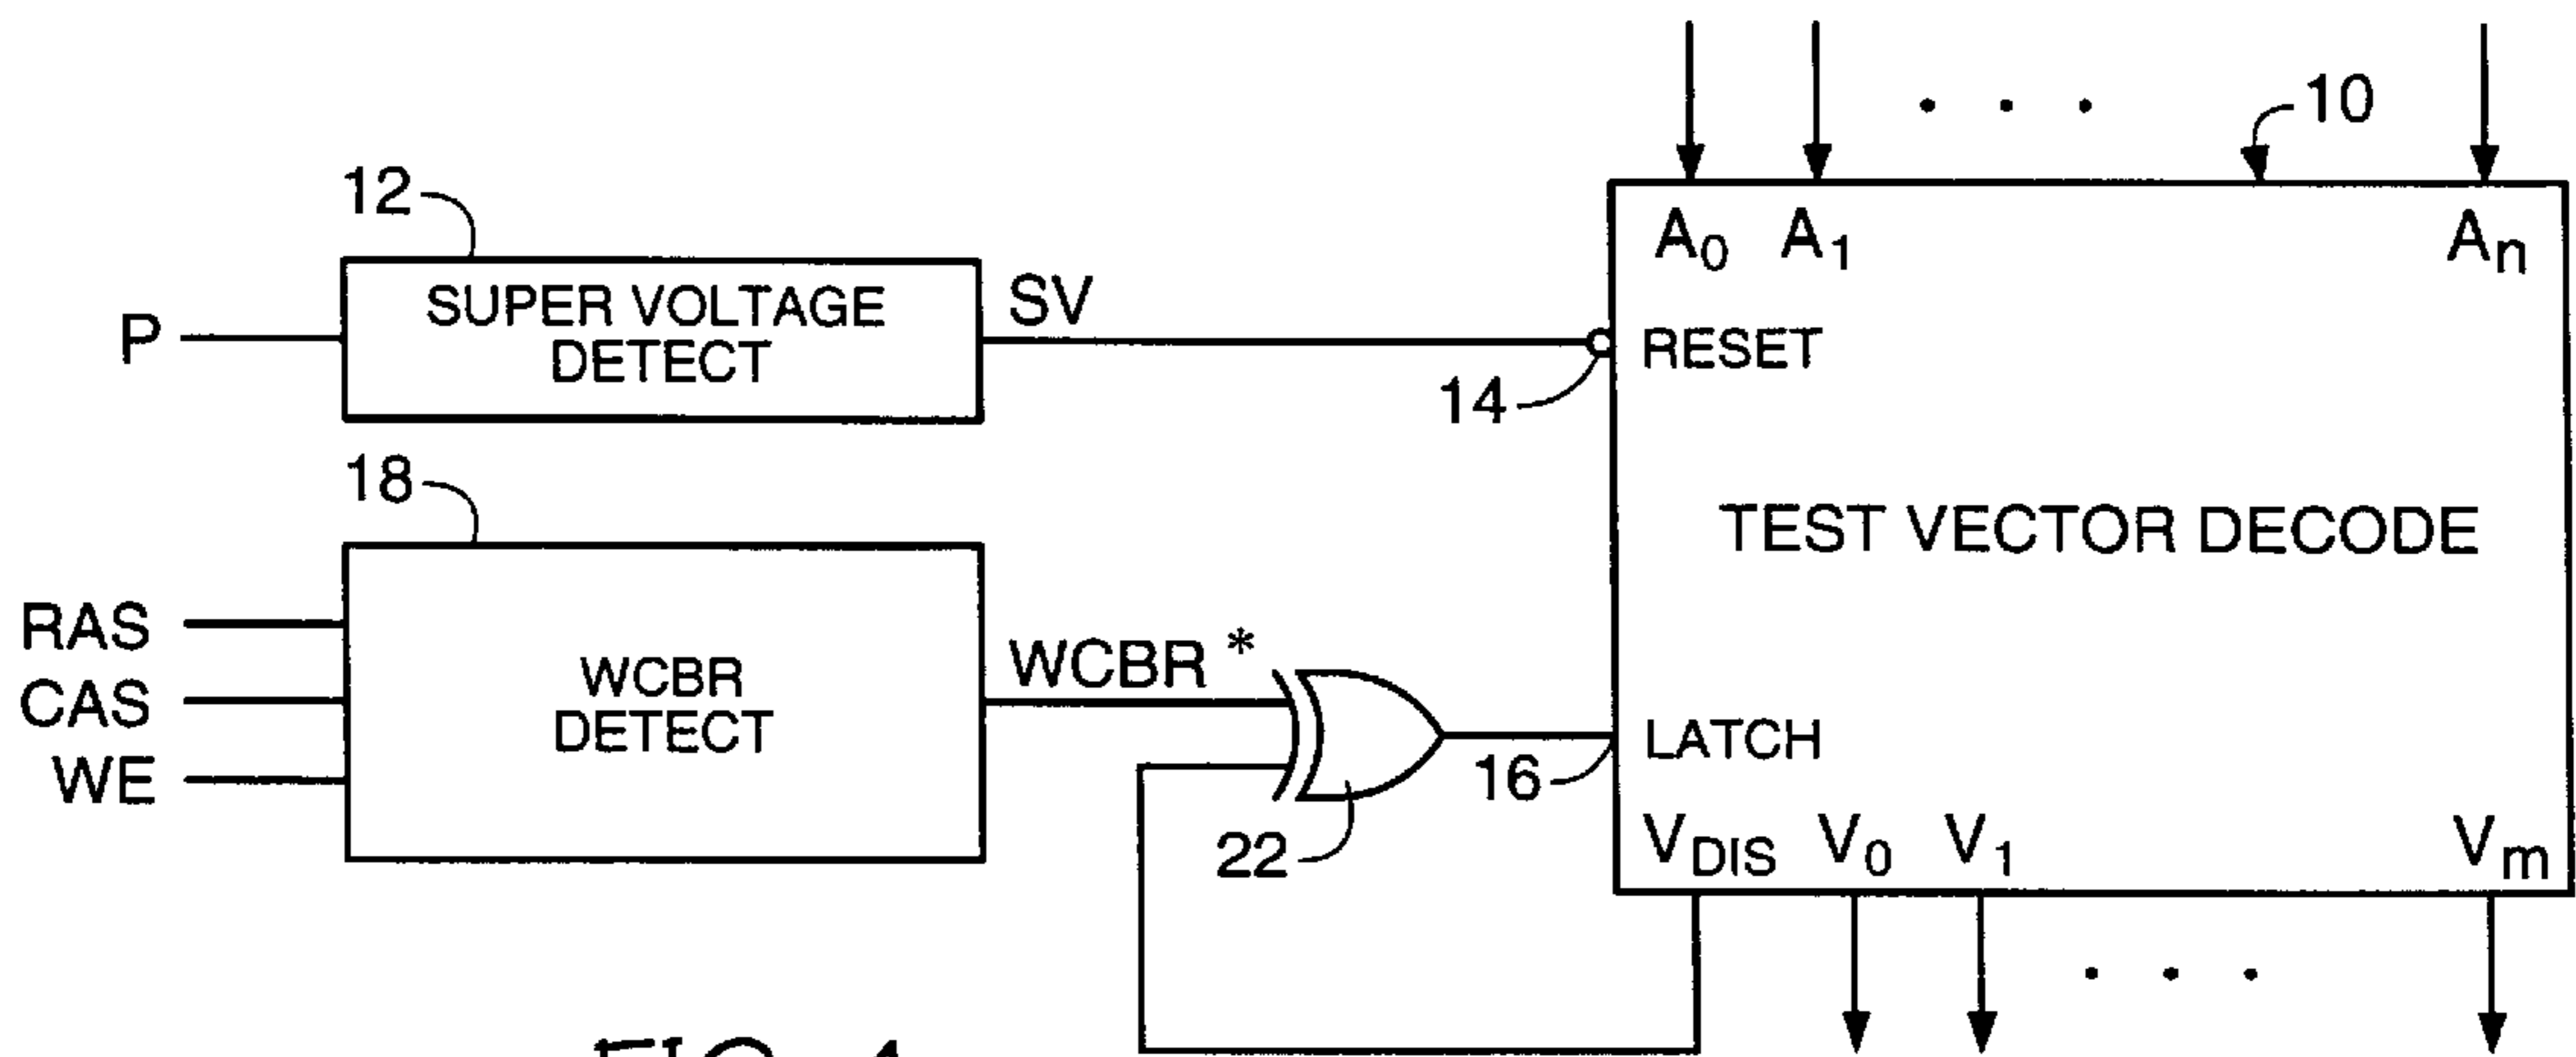 10
A0 A1 An
12
SUPER VOLTAGE
DETECT
SV
P
14
RESET
18
TEST VECTOR DECODE
RAS
CAS
WE
WCBR
DETECT
WCBR *
16
LATCH
22
VDIS V0 V1 Vm